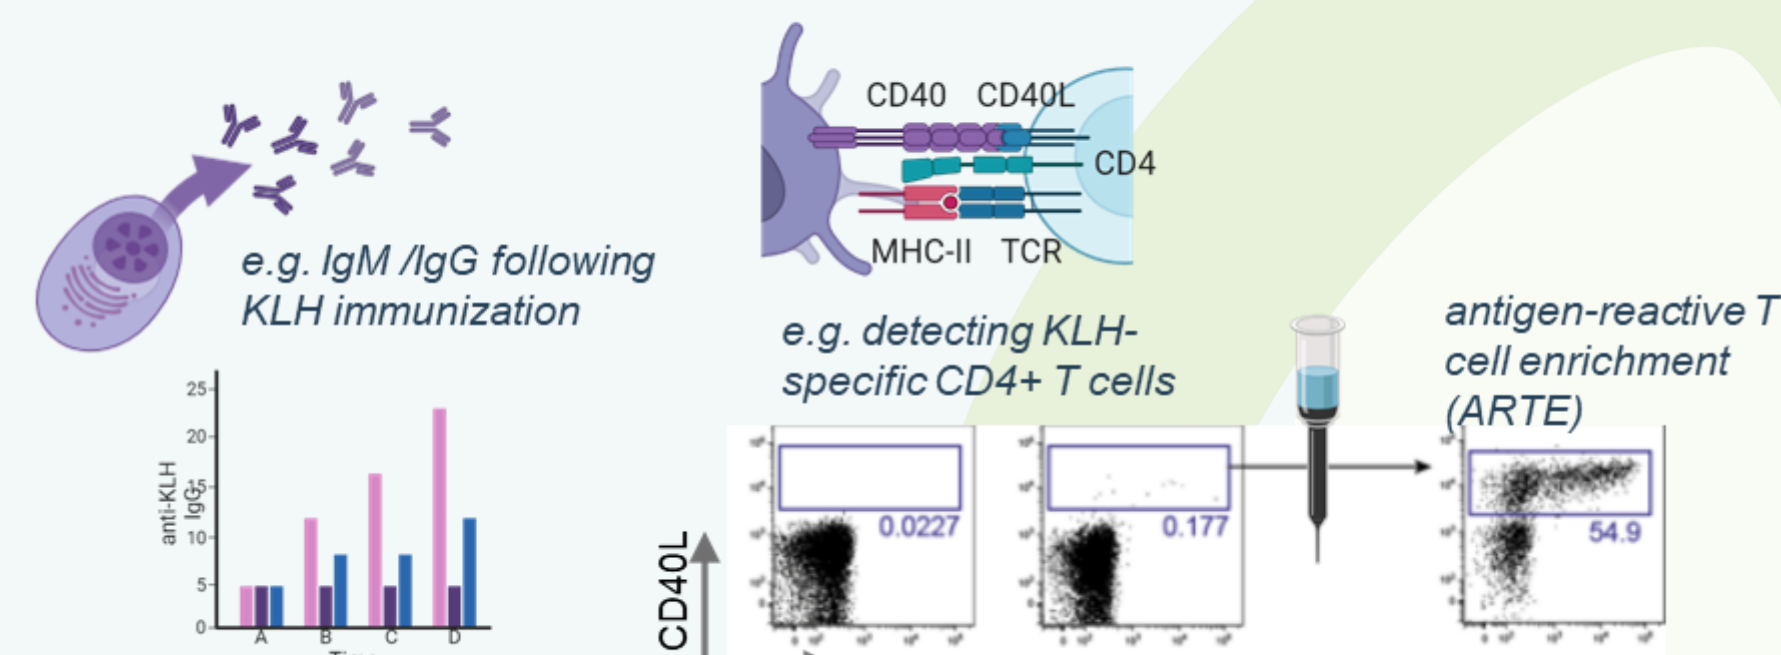 CD40 CD40L
CD4
MHC-II TCR
e.g. IgM /IgG following
KLH immunization
e.g. detecting KLH-
specific CD4+ T cells
antigen-reactive T
cell enrichment
(ARTE)
anti-KLH
IgG
25
20
15
10
5
0
A B C D
CD40L
0.0227
0.177
54.9